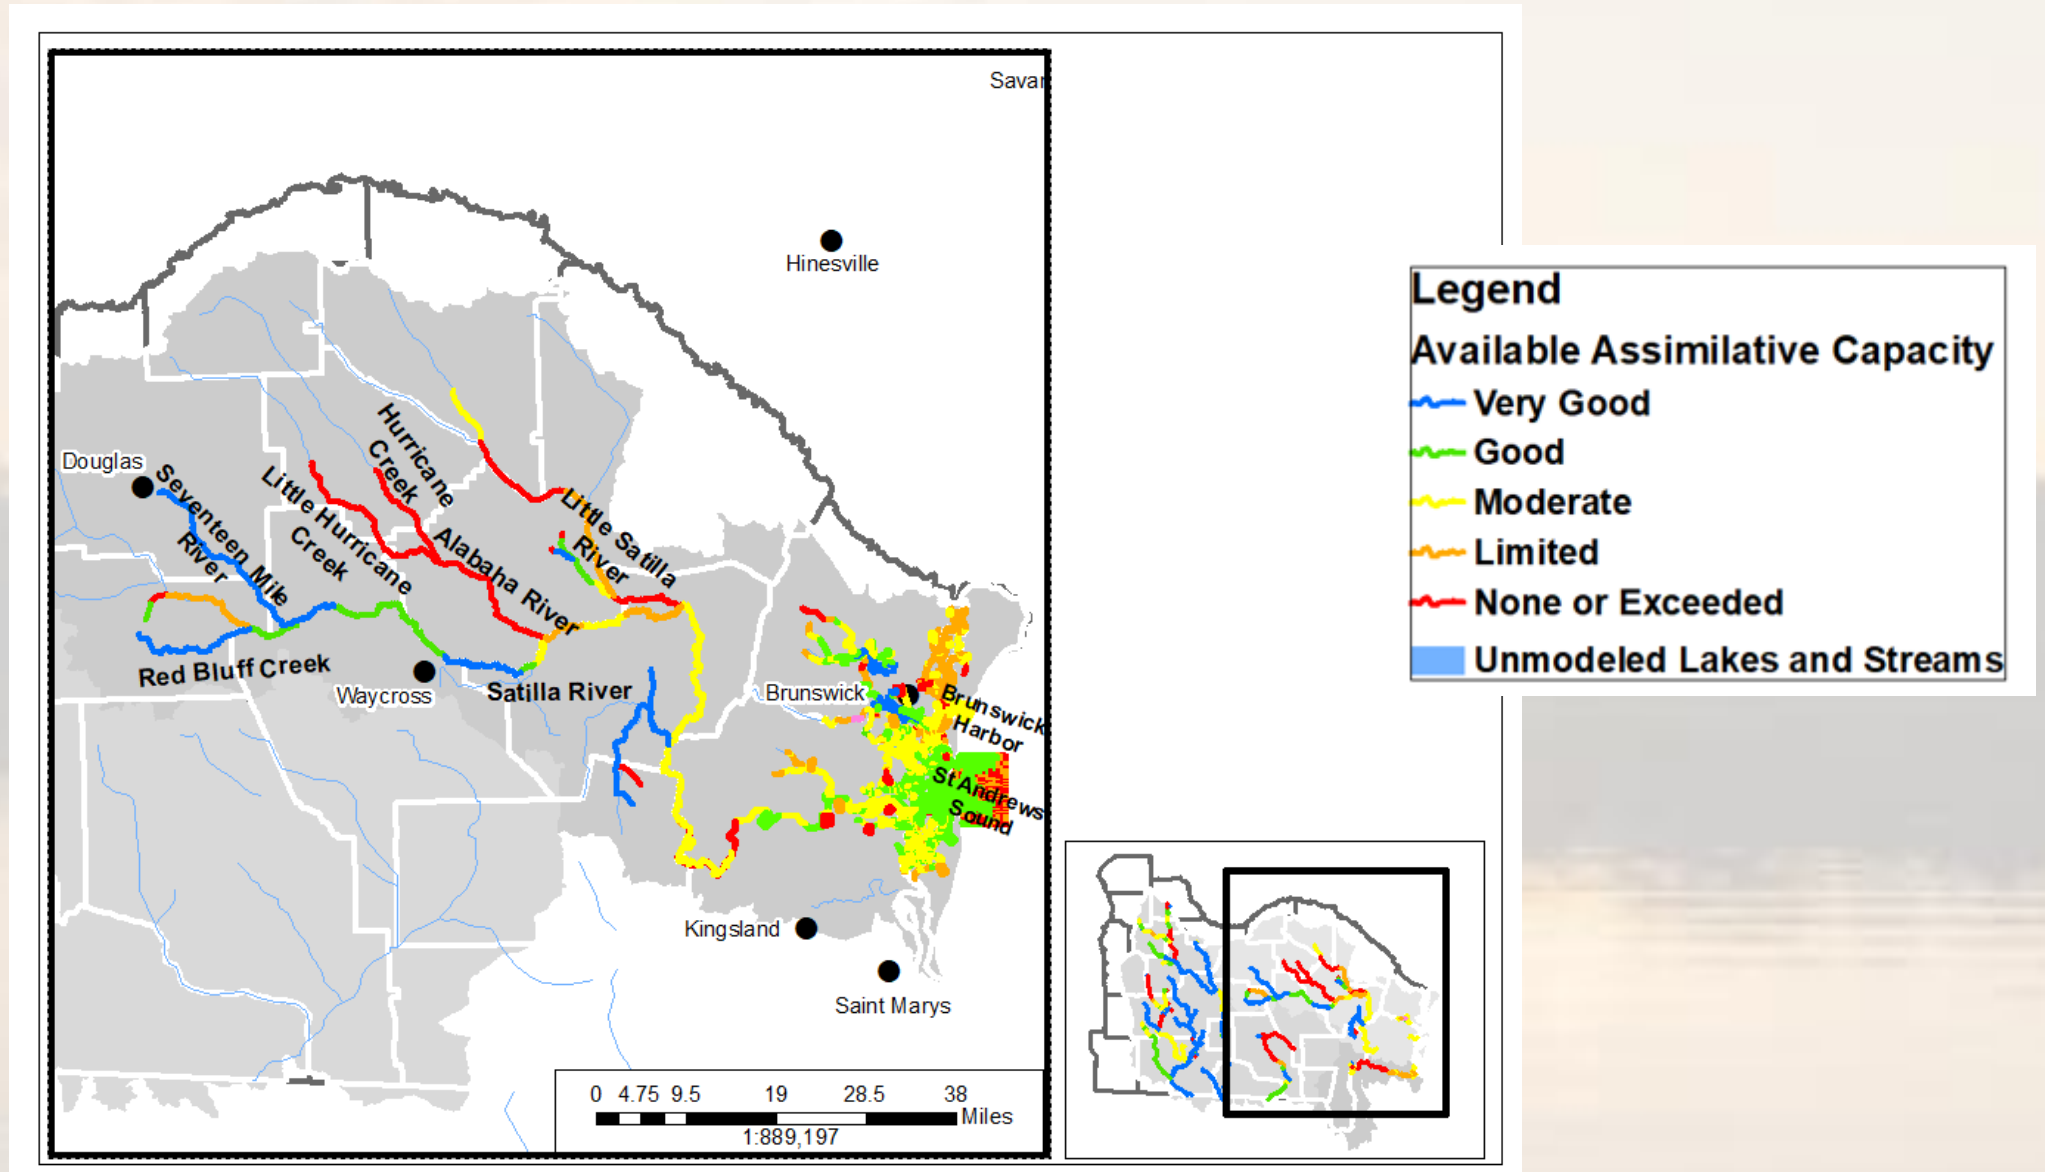 Savan
Hinesville
Douglas
Seventeen Mile
River
Little Hurricane
Creek
Hurricane
Creek
Alabaha River
Little Satilla
River
Red Bluff Creek
Waycross
Satilla River
Brunswick
Brunswick
Harbor
St Andrews
Sound
Kingsland
Saint Marys
0 4.75 9.5 19 28.5 38
Miles
1:889,197
Legend
Available Assimilative Capacity
Very Good
Good
Moderate
Limited
None or Exceeded
Unmodeled Lakes and Streams